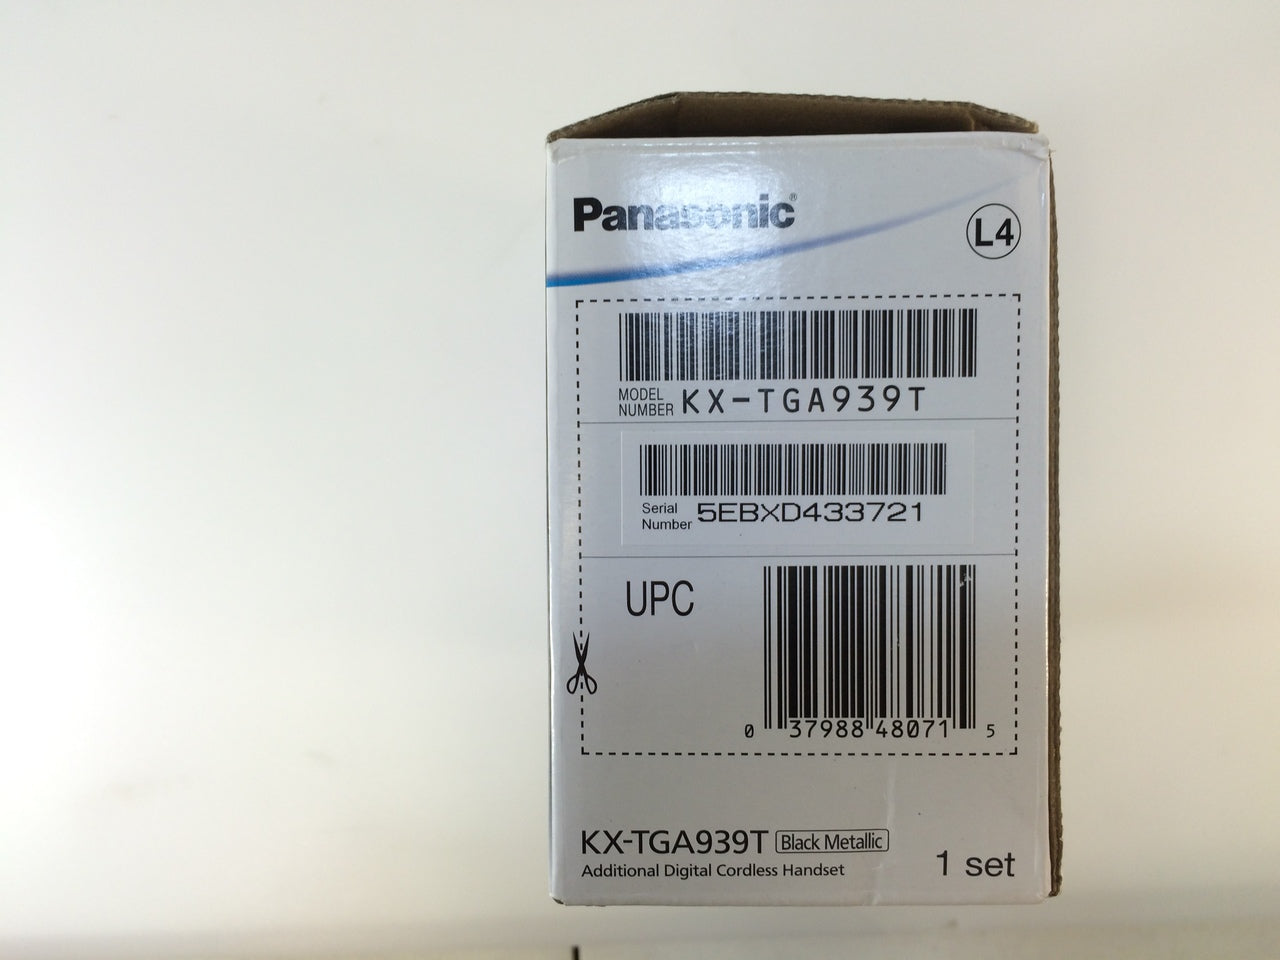 Panasonic®
L4
MODEL
NUMBER KX-TGA939T
Serial
Number 5EBXD433721
UPC
0 37988 48071 5
KX-TGA939T Black Metallic
Additional Digital Cordless Handset
1 set